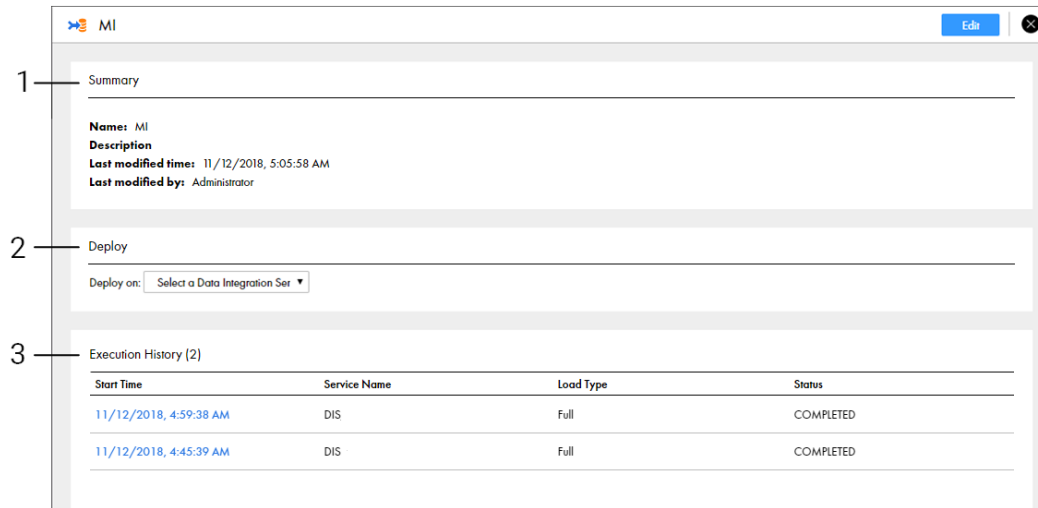 MI
Edit
1
Summary
Name: MI
Description
Last modified time: 11/12/2018, 5:05:58 AM
Last modified by: Administrator
2
Deploy
Deploy on: Select a Data Integration Ser
3
Execution History (2)
Start Time Service Name Load Type Status
11/12/2018, 4:59:38 AM DIS Full COMPLETED
11/12/2018, 4:45:39 AM DIS Full COMPLETED